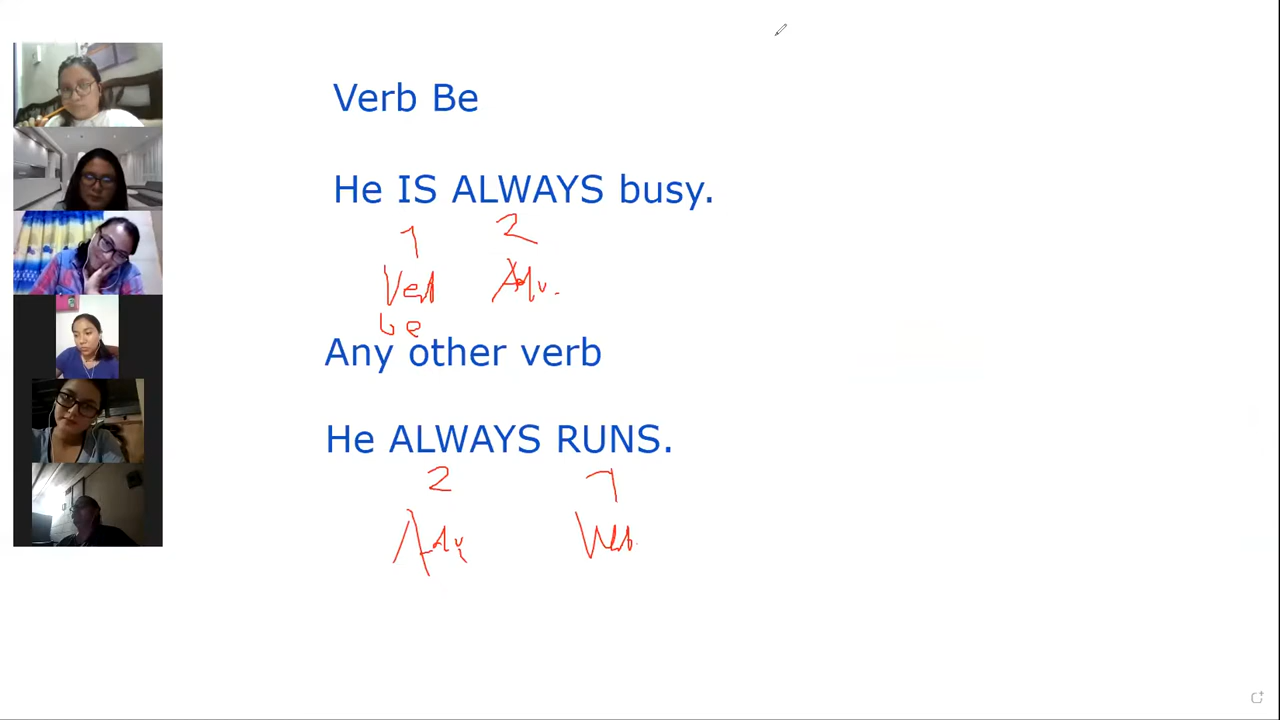 Verb Be
He IS ALWAYS busy.
1 2
Verb Adv.
be
Any other verb
He ALWAYS RUNS.
2 1
Adv Verb.